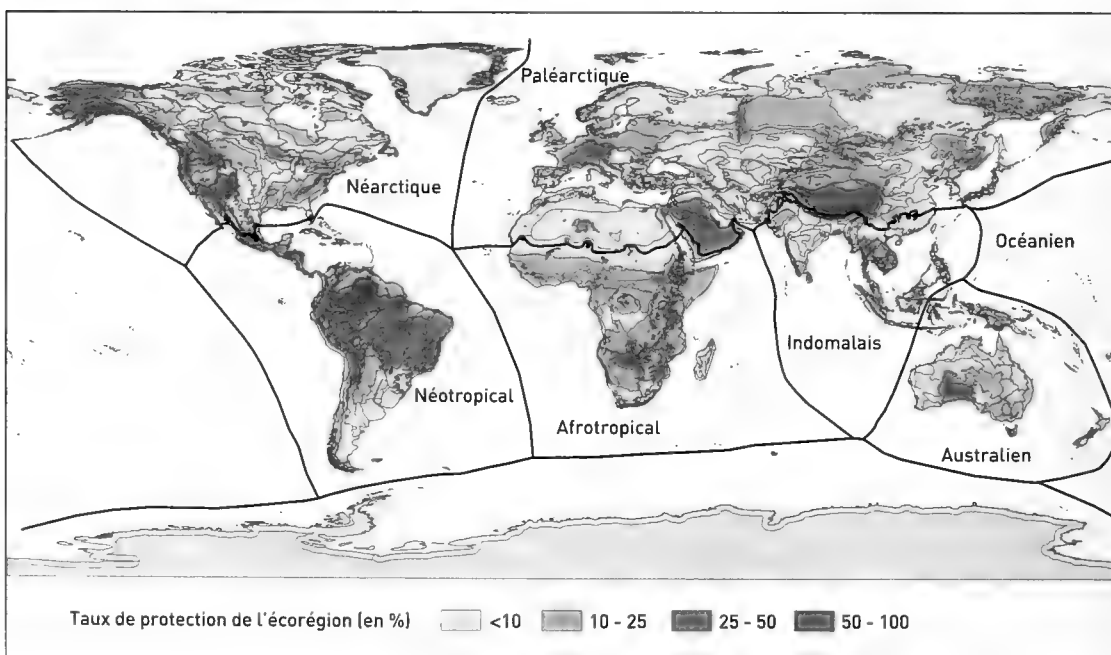 Paléarctique
Néarctique
Océanien
Indomalais
Néotropical
Afrotropical
Australien
Taux de protection de l'écorégion (en %) <10 10 - 25 25 - 50 50 - 100